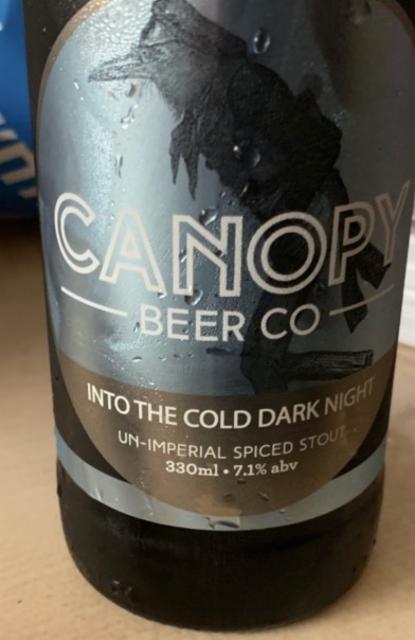 CANOPY
BEER CO
INTO THE COLD DARK NIGHT
UN-IMPERIAL SPICED STOUT
330ml • 7.1% abv